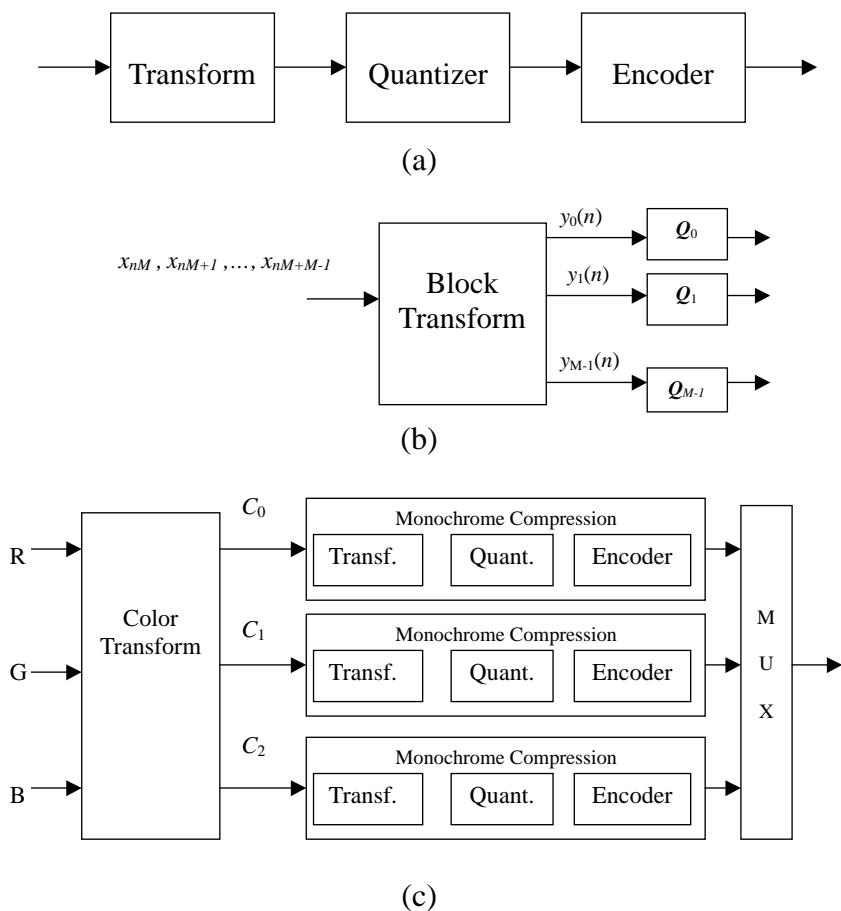 Transform Quantizer Encoder
(a)
y0(n) Q0
xnM , xnM+1 ,..., xnM+M-1
Block
Transform
y1(n) Q1
yM-1(n) QM-1
(b)
C0
Monochrome Compression
R Transf. Quant. Encoder
Color
Transform
C1
Monochrome Compression
G Transf. Quant. Encoder
C2
Monochrome Compression
B Transf. Quant. Encoder
M
U
X
(c)